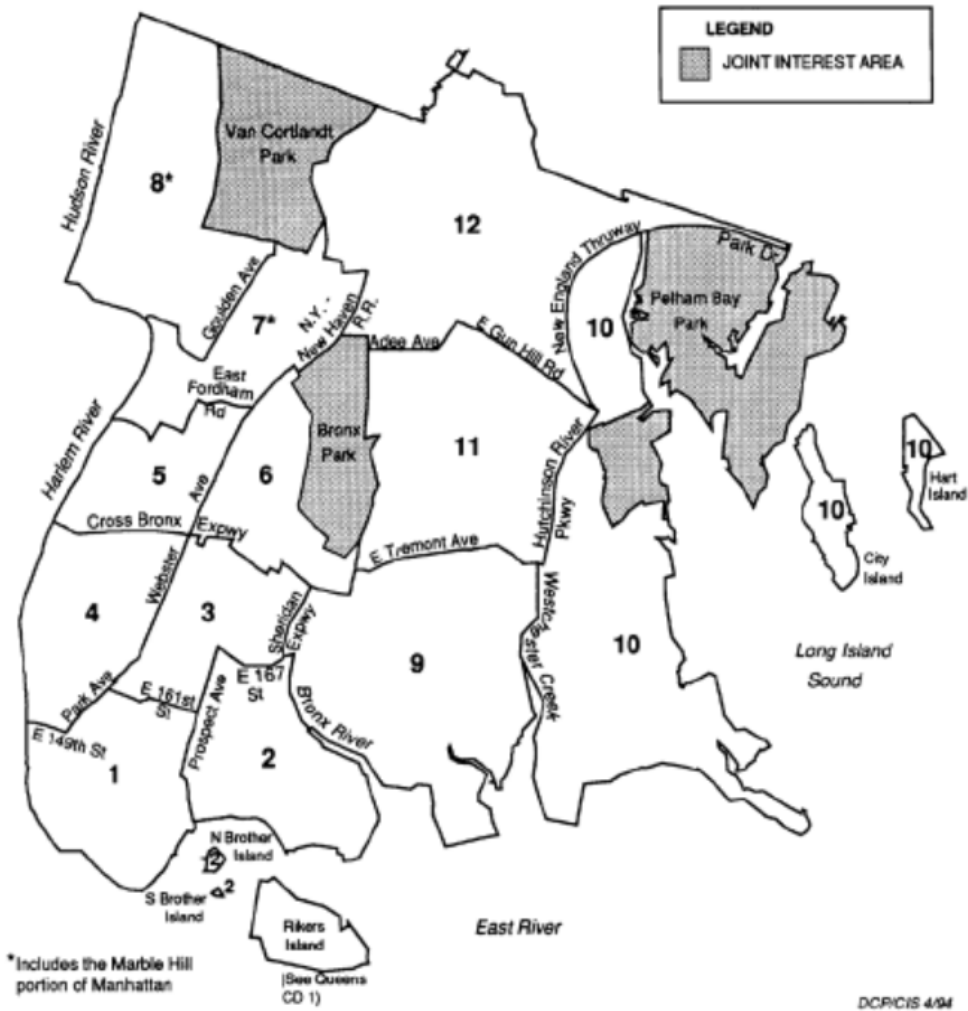 LEGEND
JOINT INTEREST AREA
Van Cortlandt
Park
Hudson River
8*
12
Goulden Ave
7*
N.Y. -
New Haven
R.R.
Adee Ave
E Gun Hill Rd
New England Thruway
10
Park Dr
Pelham Bay
Park
East
Fordham
Rd
Harlem River
5
Webster
Ave
6
Bronx
Park
11
Hutchinson River
Pkwy
10
Hart
Island
10
City
Island
Cross Bronx
Expwy
E Tremont Ave
4
3
Sheridan
Expwy
9
Westchester Creek
10
Long Island
Sound
Park Ave
E 161st
St
E 167
St
E 149th St
Prospect Ave
Bronx River
1
2
N Brother
Island
2
S Brother
Island
2
Rikers
Island
East River
(See Queens
CD 1)
*Includes the Marble Hill
portion of Manhattan
DCP/CIS 4/94